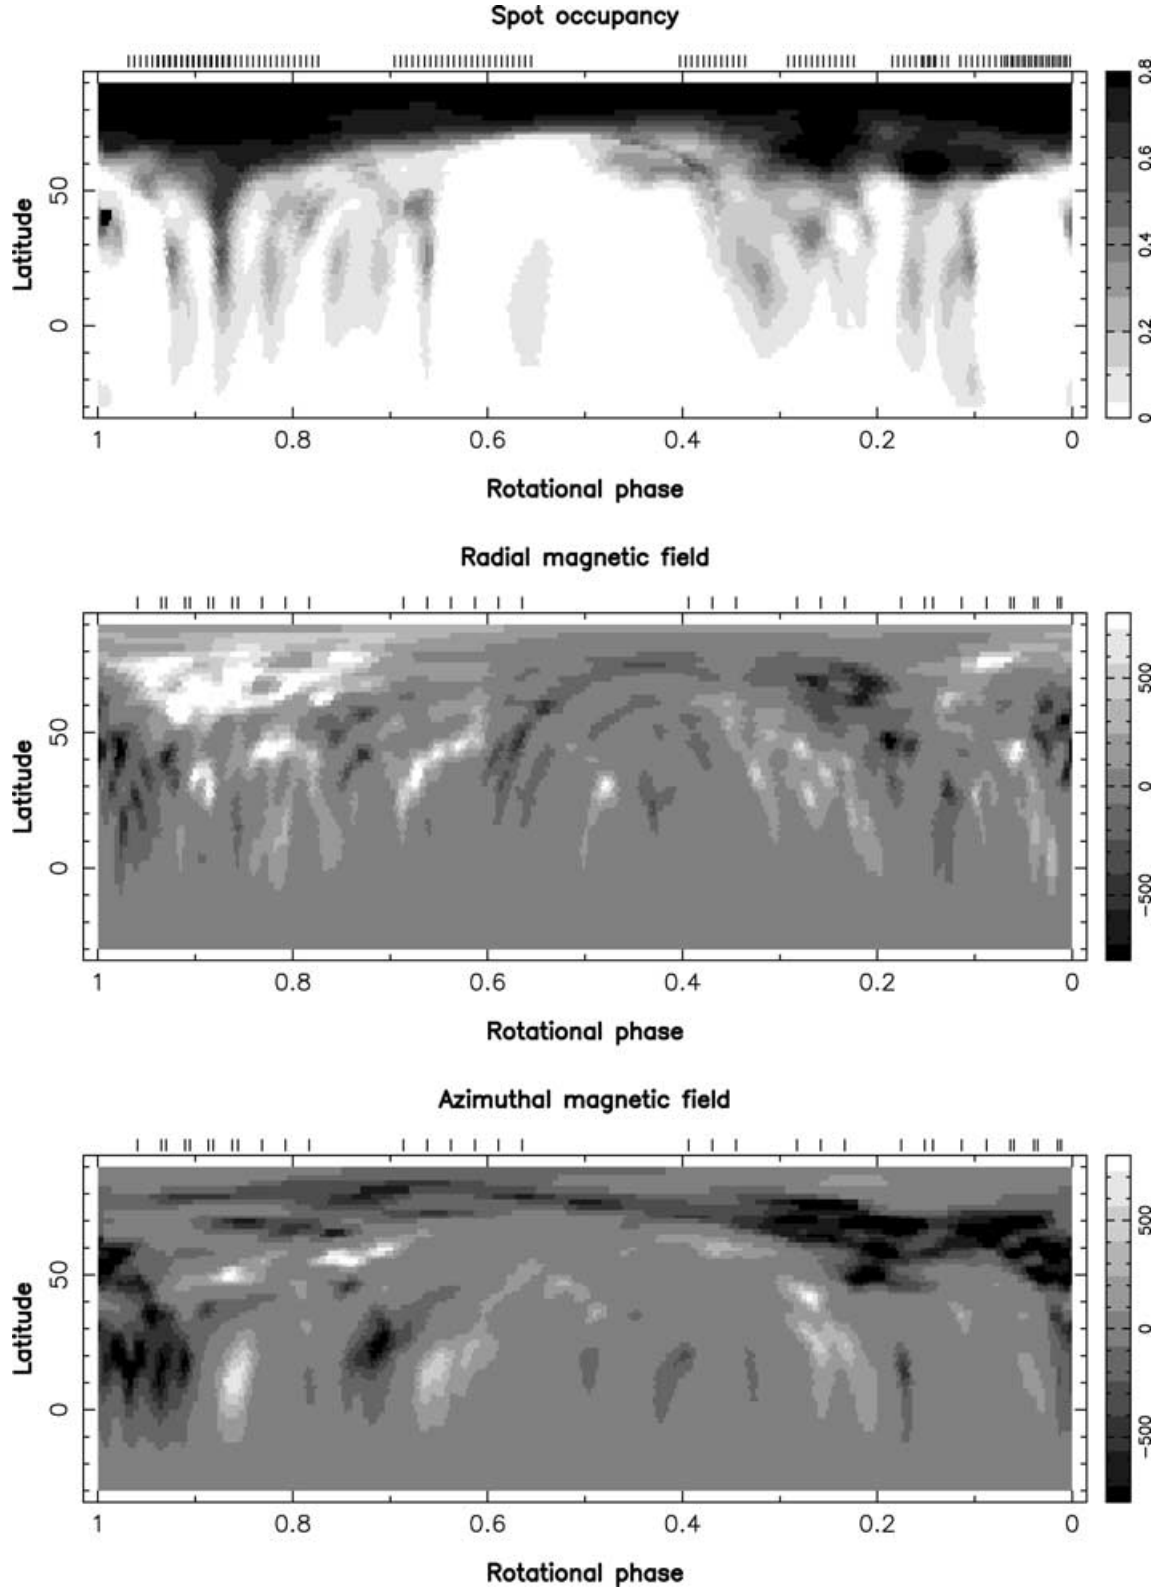 Spot occupancy
0.8
0.6
0.4
0.2
0
Latitude
50
0
1 0.8 0.6 0.4 0.2 0
Rotational phase
Radial magnetic field
500
0
−500
Latitude
50
0
1 0.8 0.6 0.4 0.2 0
Rotational phase
Azimuthal magnetic field
500
0
−500
Latitude
50
0
1 0.8 0.6 0.4 0.2 0
Rotational phase